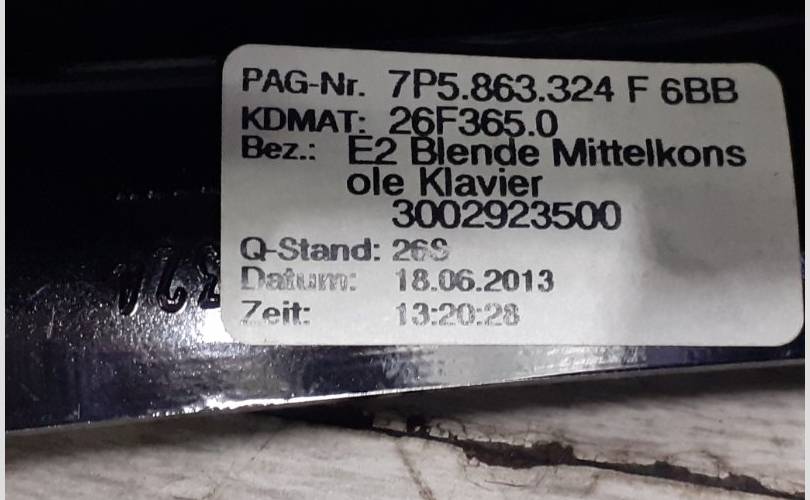 PAG-Nr. 7P5.863.324 F 6BB
KDMAT: 26F365.0
Bez.: E2 Blende Mittelkons
ole Klavier
3002923500
Q-Stand: 26S
Datum: 18.06.2013
Zeit: 13:20:28